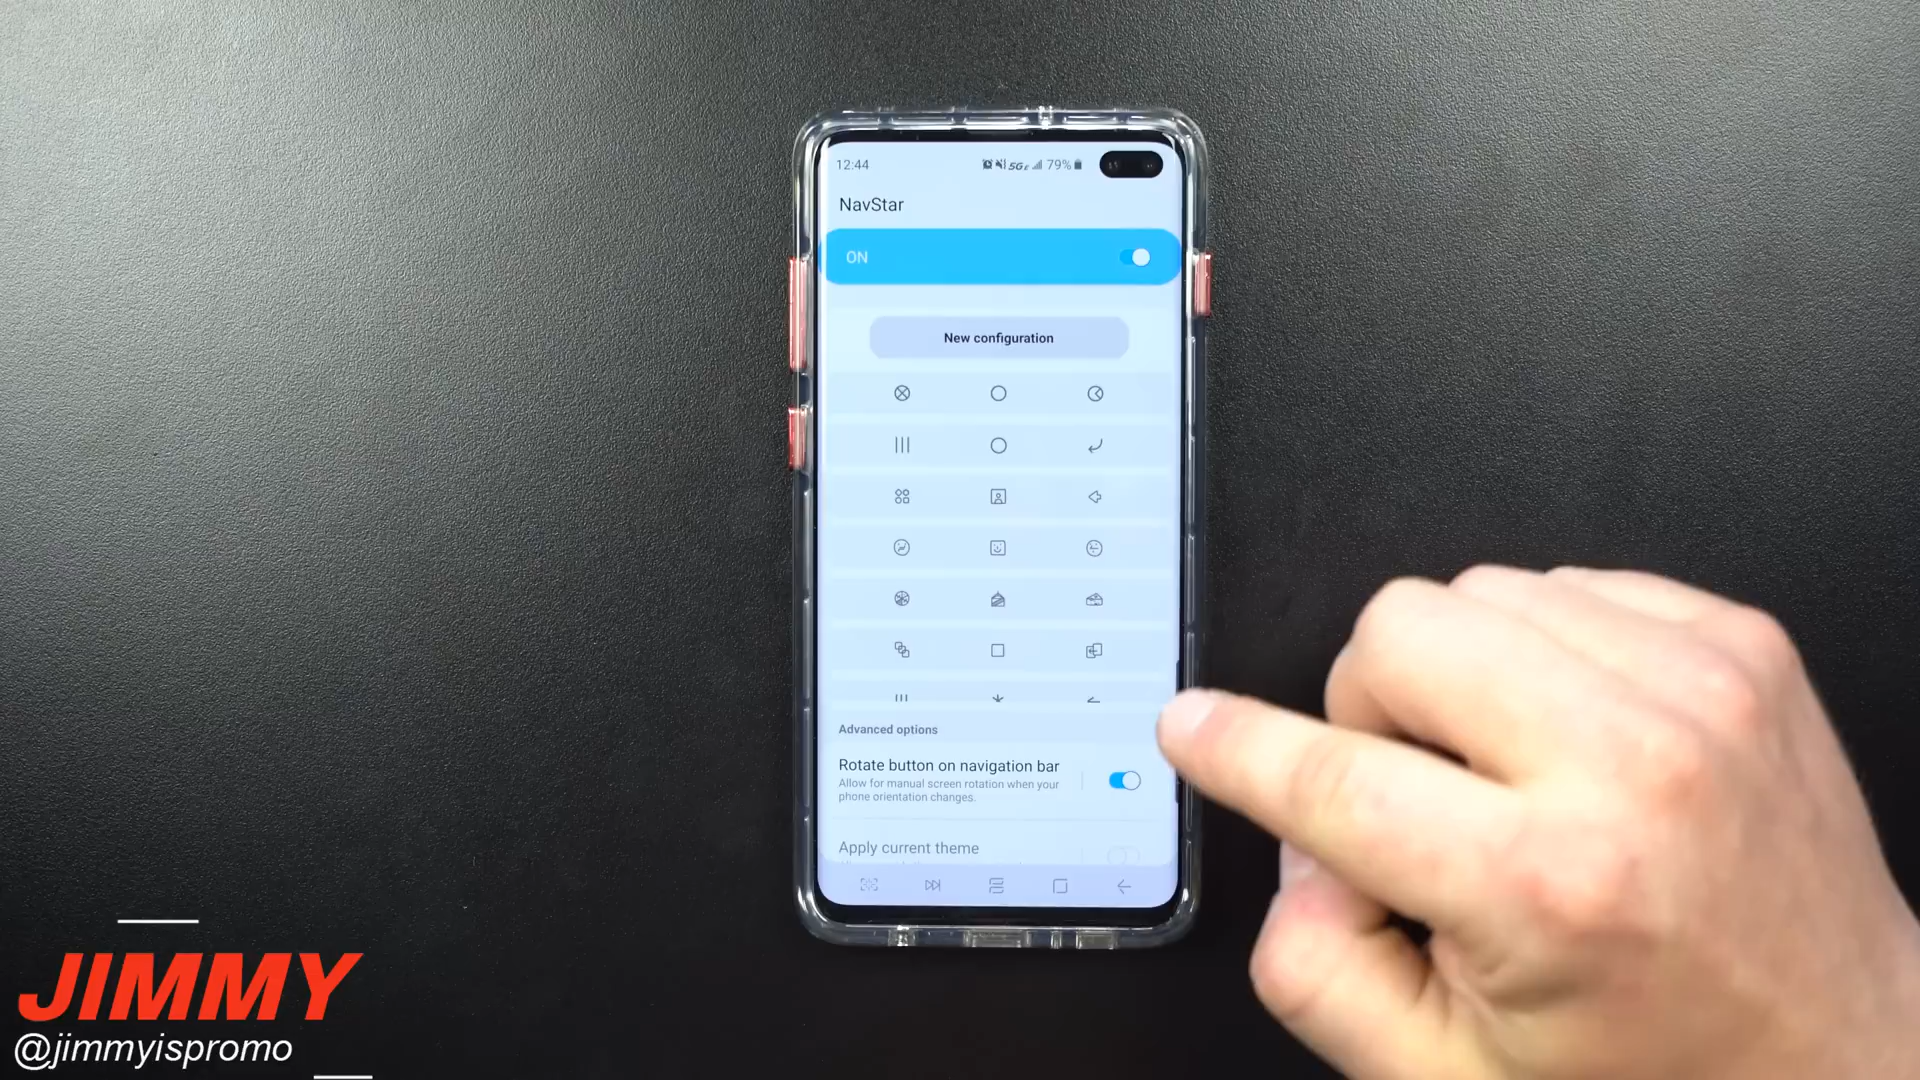 12:44
5GE 79%
NavStar
ON
New configuration
Advanced options
Rotate button on navigation bar
Allow for manual screen rotation when your
phone orientation changes.
Apply current theme
JIMMY
@jimmyispromo